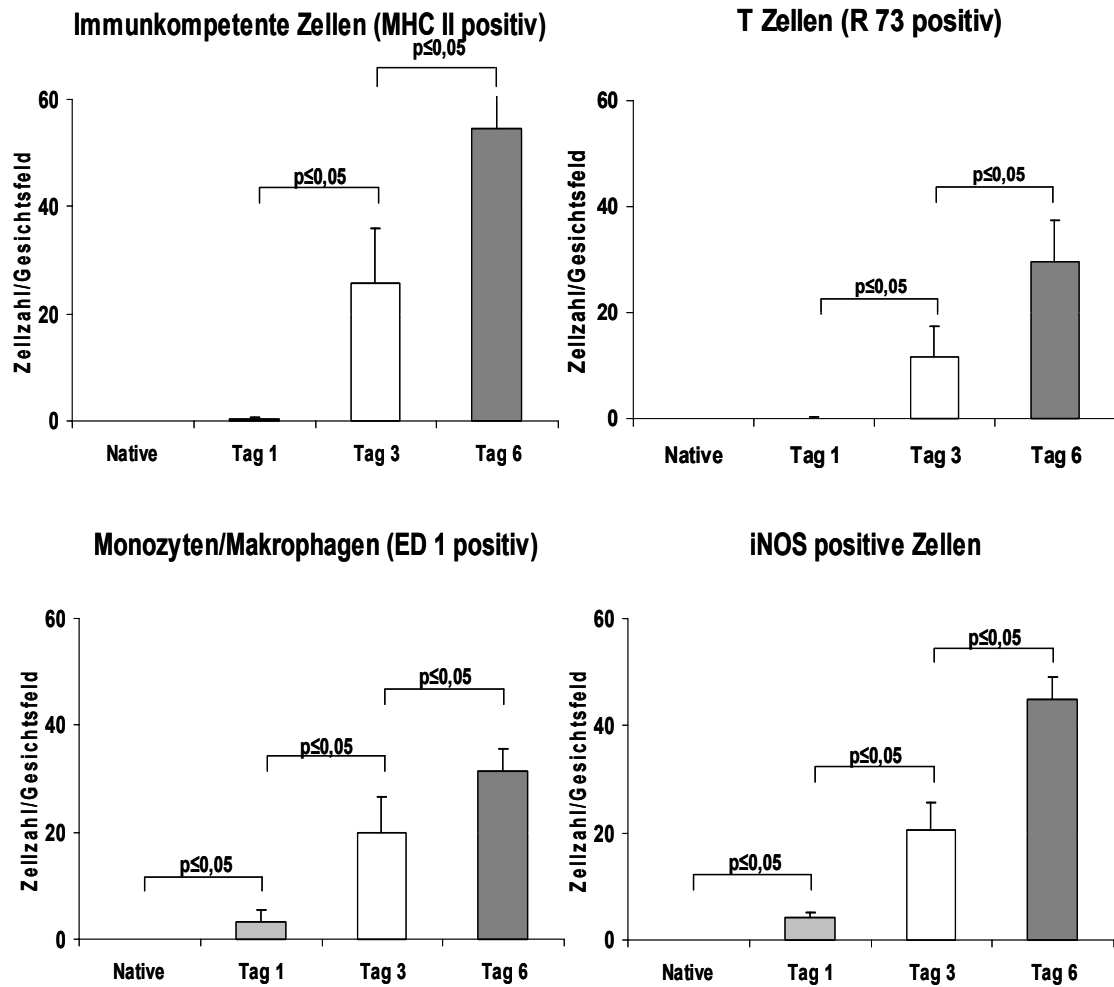 Immunkompetente Zellen (MHC II positiv)
p≤0,05
p≤0,05
Zellzahl/Gesichtsfeld
60
40
20
0
Native Tag 1 Tag 3 Tag 6
T Zellen (R 73 positiv)
p≤0,05
p≤0,05
Zellzahl/Gesichtsfeld
60
40
20
0
Native Tag 1 Tag 3 Tag 6
Monozyten/Makrophagen (ED 1 positiv)
p≤0,05
p≤0,05
p≤0,05
Zellzahl/Gesichtsfeld
60
40
20
0
Native Tag 1 Tag 3 Tag 6
iNOS positive Zellen
p≤0,05
p≤0,05
p≤0,05
Zellzahl/Gesichtsfeld
60
40
20
0
Native Tag 1 Tag 3 Tag 6